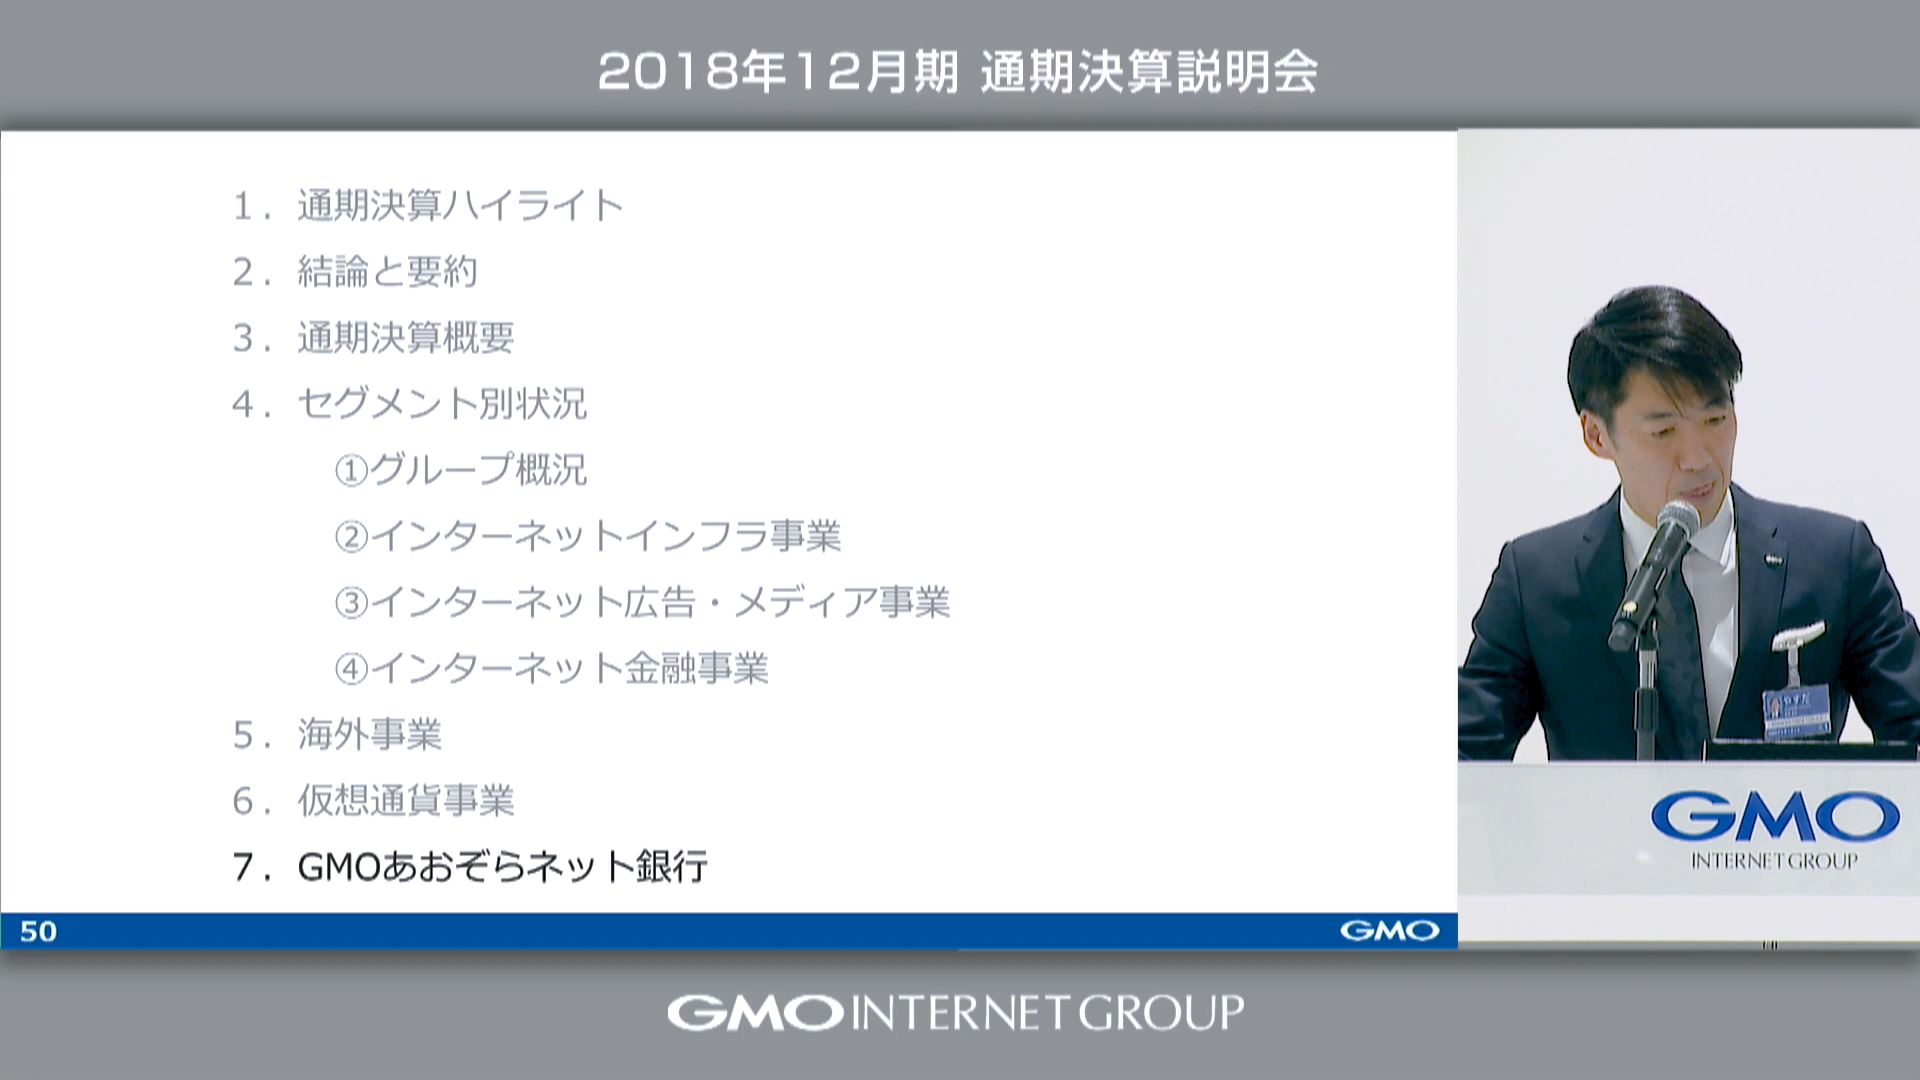 2018年12月期 通期決算説明会
1. 通期決算ハイライト
2. 結論と要約
3. 通期決算概要
4. セグメント別状況
①グループ概況
②インターネットインフラ事業
③インターネット広告・メディア事業
④インターネット金融事業
5. 海外事業
6. 仮想通貨事業
7. GMOあおぞらネット銀行
50
GMO
やすだ
GMO
INTERNET GROUP
GMO INTERNET GROUP